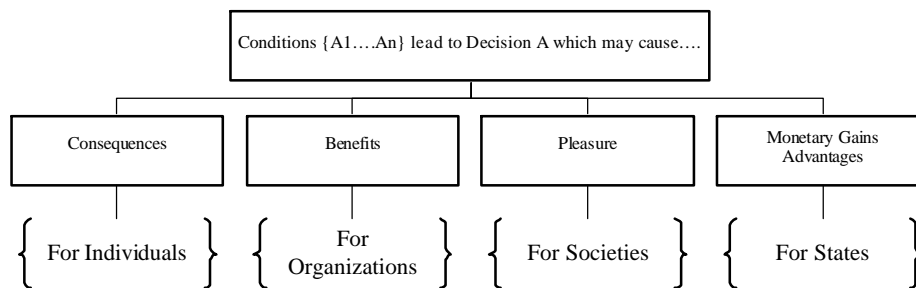 Conditions {A1….An} lead to Decision A which may cause….
Consequences
Benefits
Pleasure
Monetary Gains
Advantages
{ For Individuals }
{ For
Organizations }
{ For Societies }
{ For States }